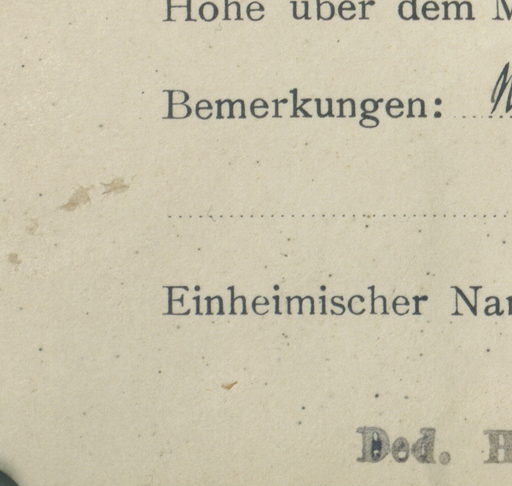 Höhe über dem
Bemerkungen:
Einheimischer
Ded.